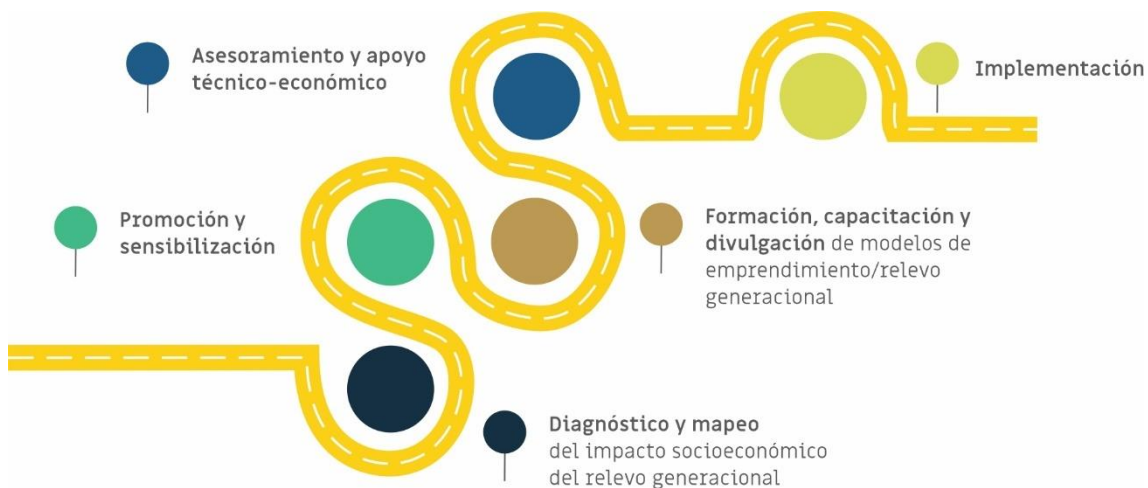 Asesoramiento y apoyo
técnico-económico
Implementación
Promoción y
sensibilización
Formación, capacitación y
divulgación de modelos de
emprendimiento/relevo
generacional
Diagnóstico y mapeo
del impacto socioeconómico
del relevo generacional